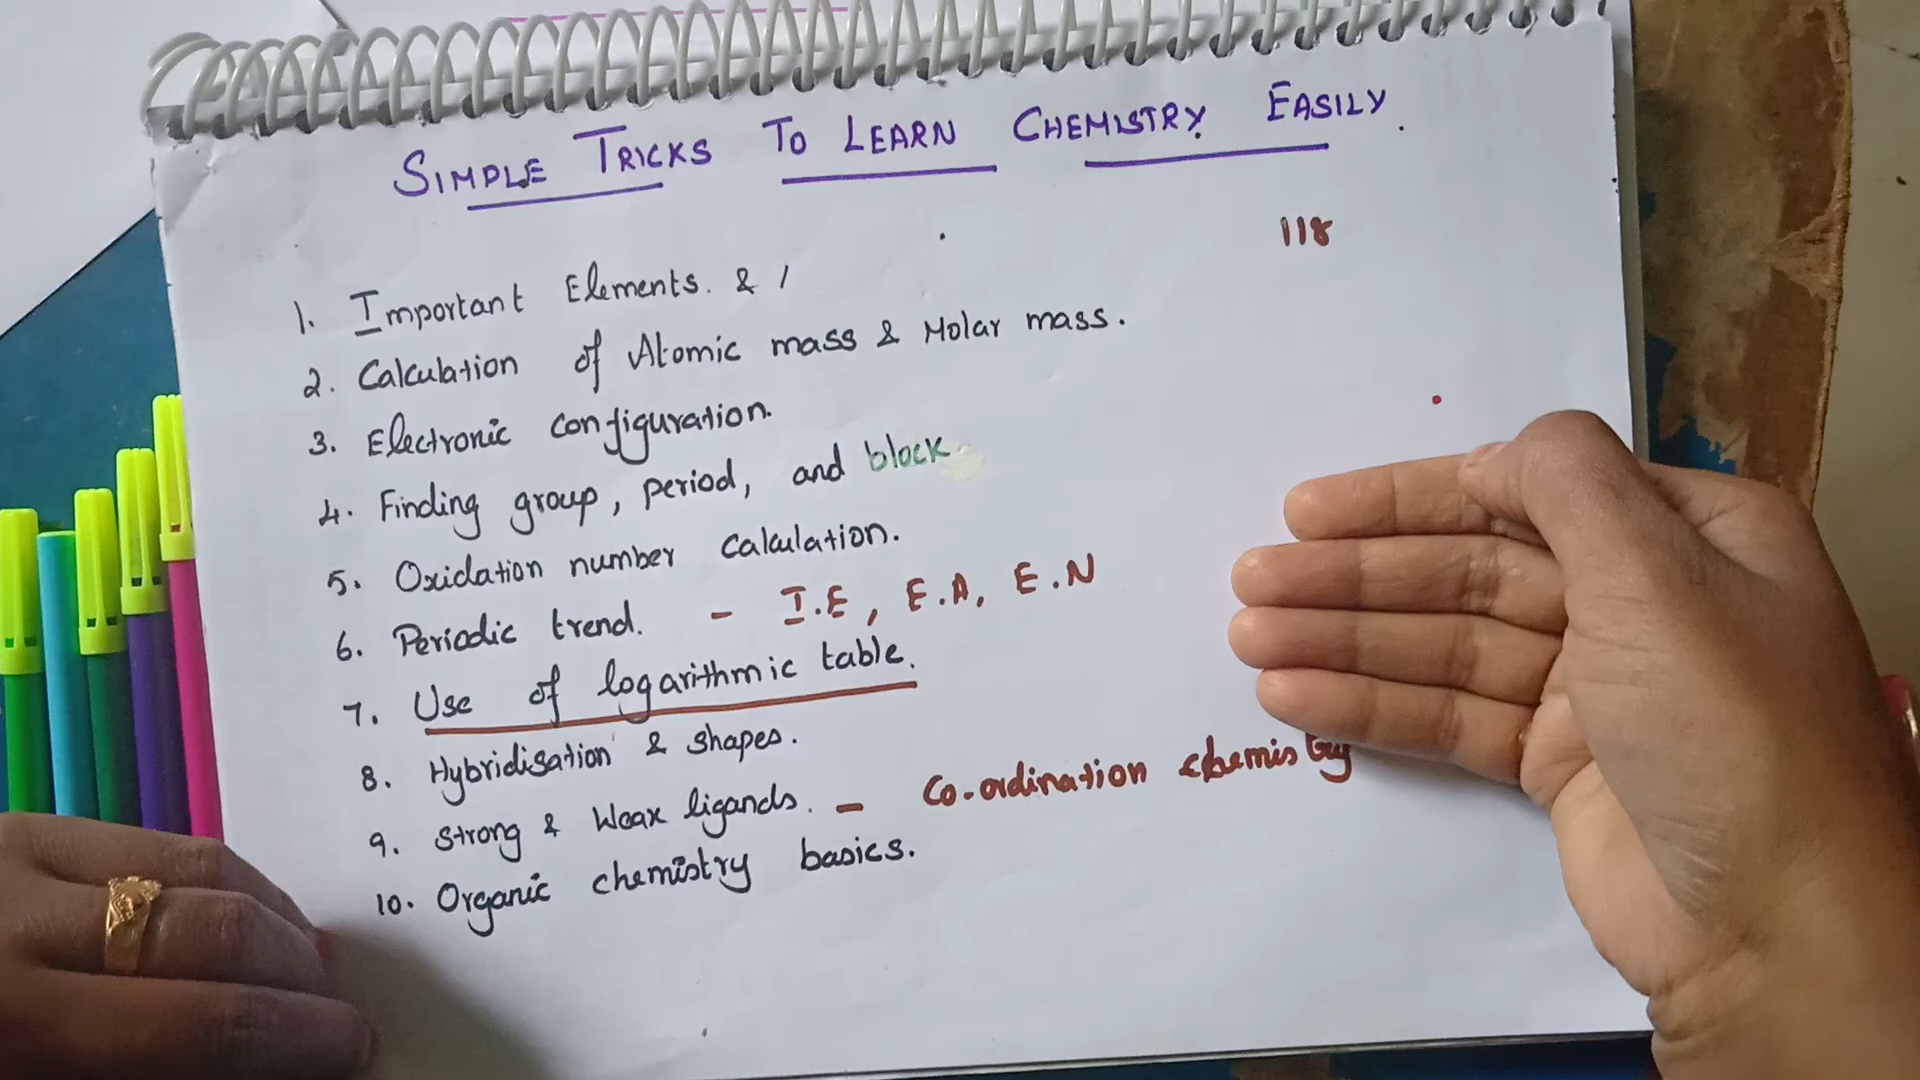 SIMPLE TRICKS TO LEARN CHEMISTRY EASILY.
118
1. Important Elements. & /
2. Calculation of Atomic mass & Molar mass.
3. Electronic configuration.
4. Finding group, period, and block
5. Oxidation number calculation.
6. Periodic trend. - I.E, E.A, E.N
7. Use of logarithmic table.
8. Hybridisation & shapes.
9. Strong & Weak ligands. - Co-ordination chemistry
10. Organic chemistry basics.